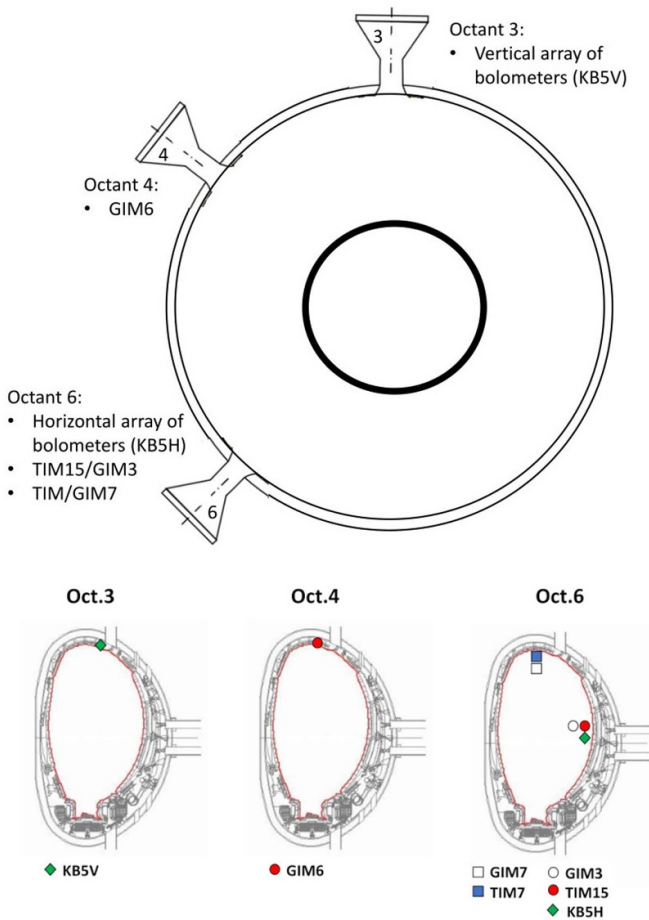 3
Octant 3:
• Vertical array of
bolometers (KB5V)
4
Octant 4:
• GIM6
Octant 6:
• Horizontal array of
bolometers (KB5H)
• TIM15/GIM3
• TIM/GIM7
6
Oct.3
Oct.4
Oct.6
KB5V
GIM6
GIM7
GIM3
TIM7
TIM15
KB5H